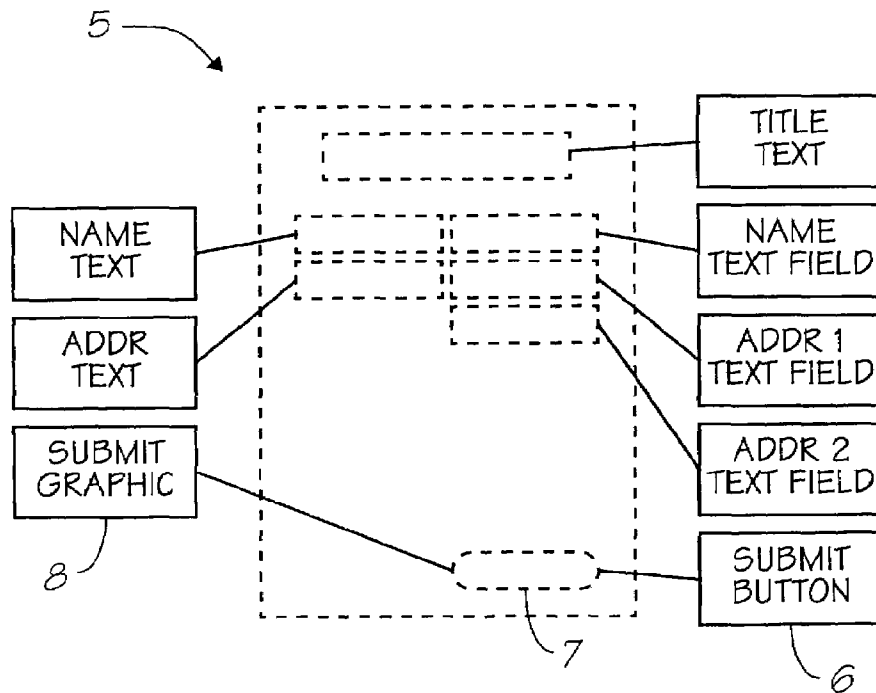 5
TITLE
TEXT
NAME
TEXT
NAME
TEXT FIELD
ADDR
TEXT
ADDR 1
TEXT FIELD
SUBMIT
GRAPHIC
ADDR 2
TEXT FIELD
SUBMIT
BUTTON
8
7
6